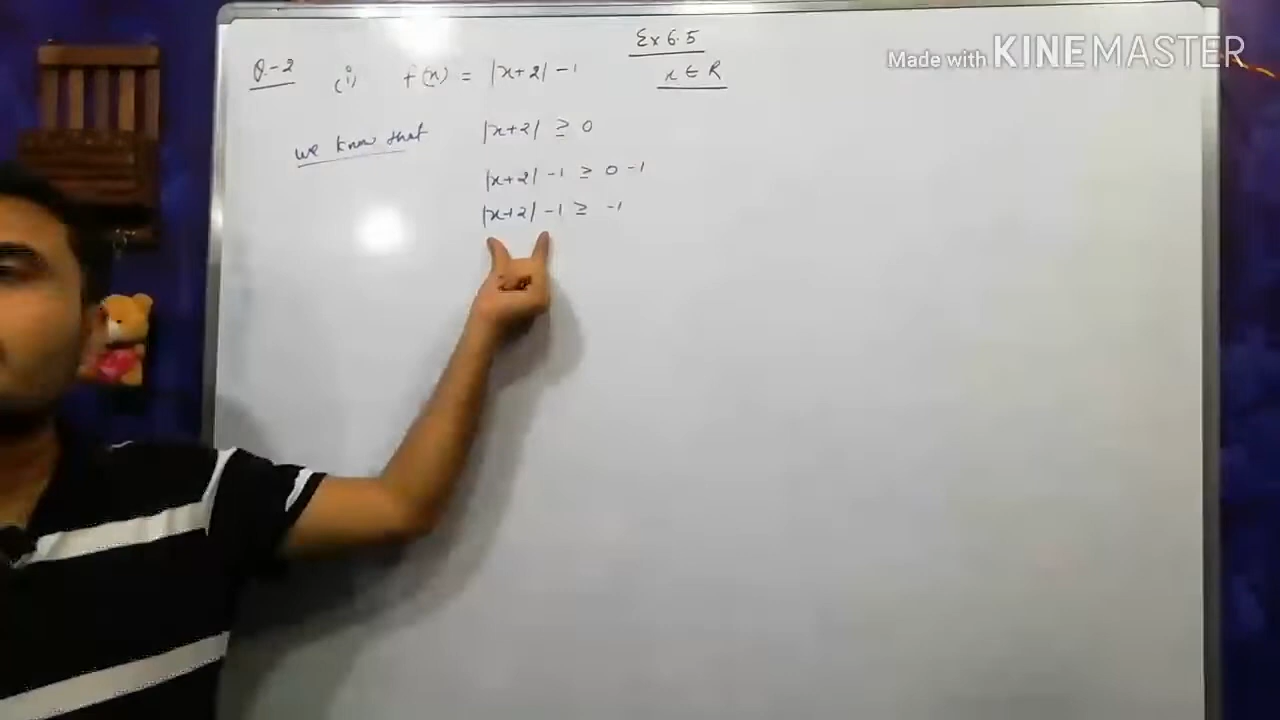 Ex 6.5
Made with KINEMASTER
Q.-2 (i) f(x) = |x+2| -1
x ∈ R
we know that |x+2| ≥ 0
|x+2| -1 ≥ 0 -1
|x+2| -1 ≥ -1